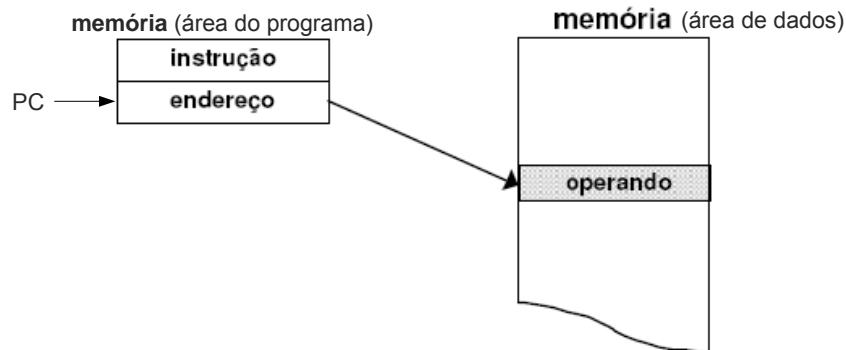 memória (área do programa)
instrução
PC
endereço
memória (área de dados)
operando